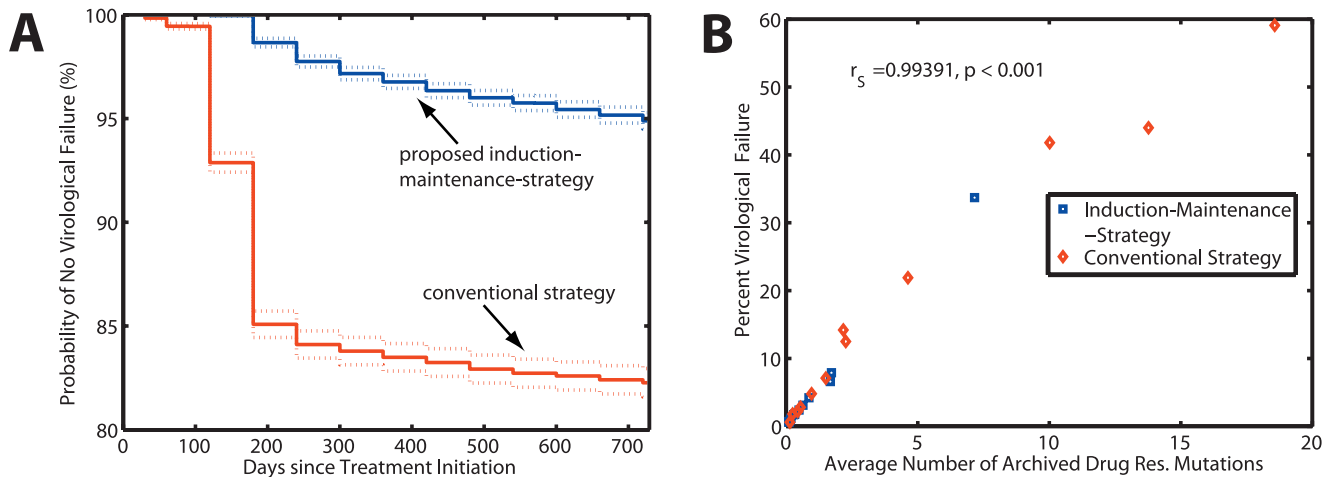 A
Probability of No Virological Failure (%)
100
95
90
85
80
0 100 200 300 400 500 600 700
Days since Treatment Initiation
proposed induction-
maintenance-strategy
conventional strategy
B
Percent Virological Failure
60
50
40
30
20
10
0
0 5 10 15 20
Average Number of Archived Drug Res. Mutations
rS =0.99391, p < 0.001
Induction-Maintenance
−Strategy
Conventional Strategy